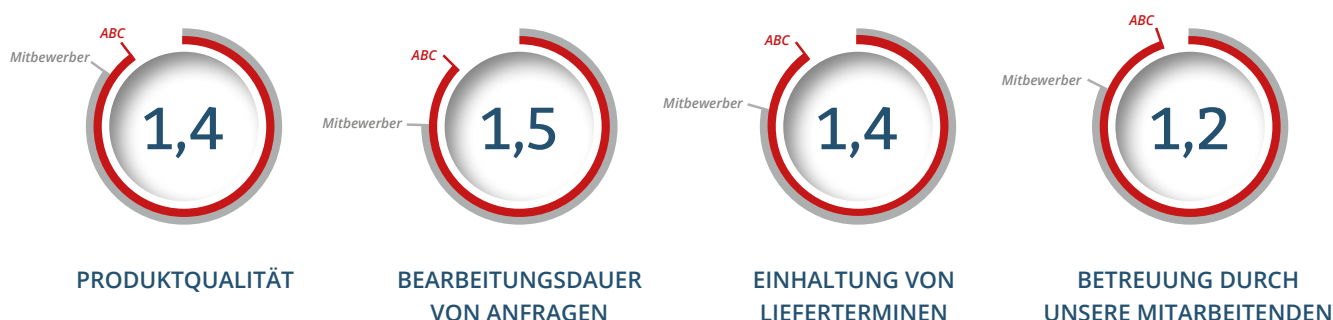 ABC
Mitbewerber
1,4
PRODUKTQUALITÄT
ABC
Mitbewerber
1,5
BEARBEITUNGSDAUER
VON ANFRAGEN
ABC
Mitbewerber
1,4
EINHALTUNG VON
LIEFERTERMINEN
ABC
Mitbewerber
1,2
BETREUUNG DURCH
UNSERE MITARBEITENDEN